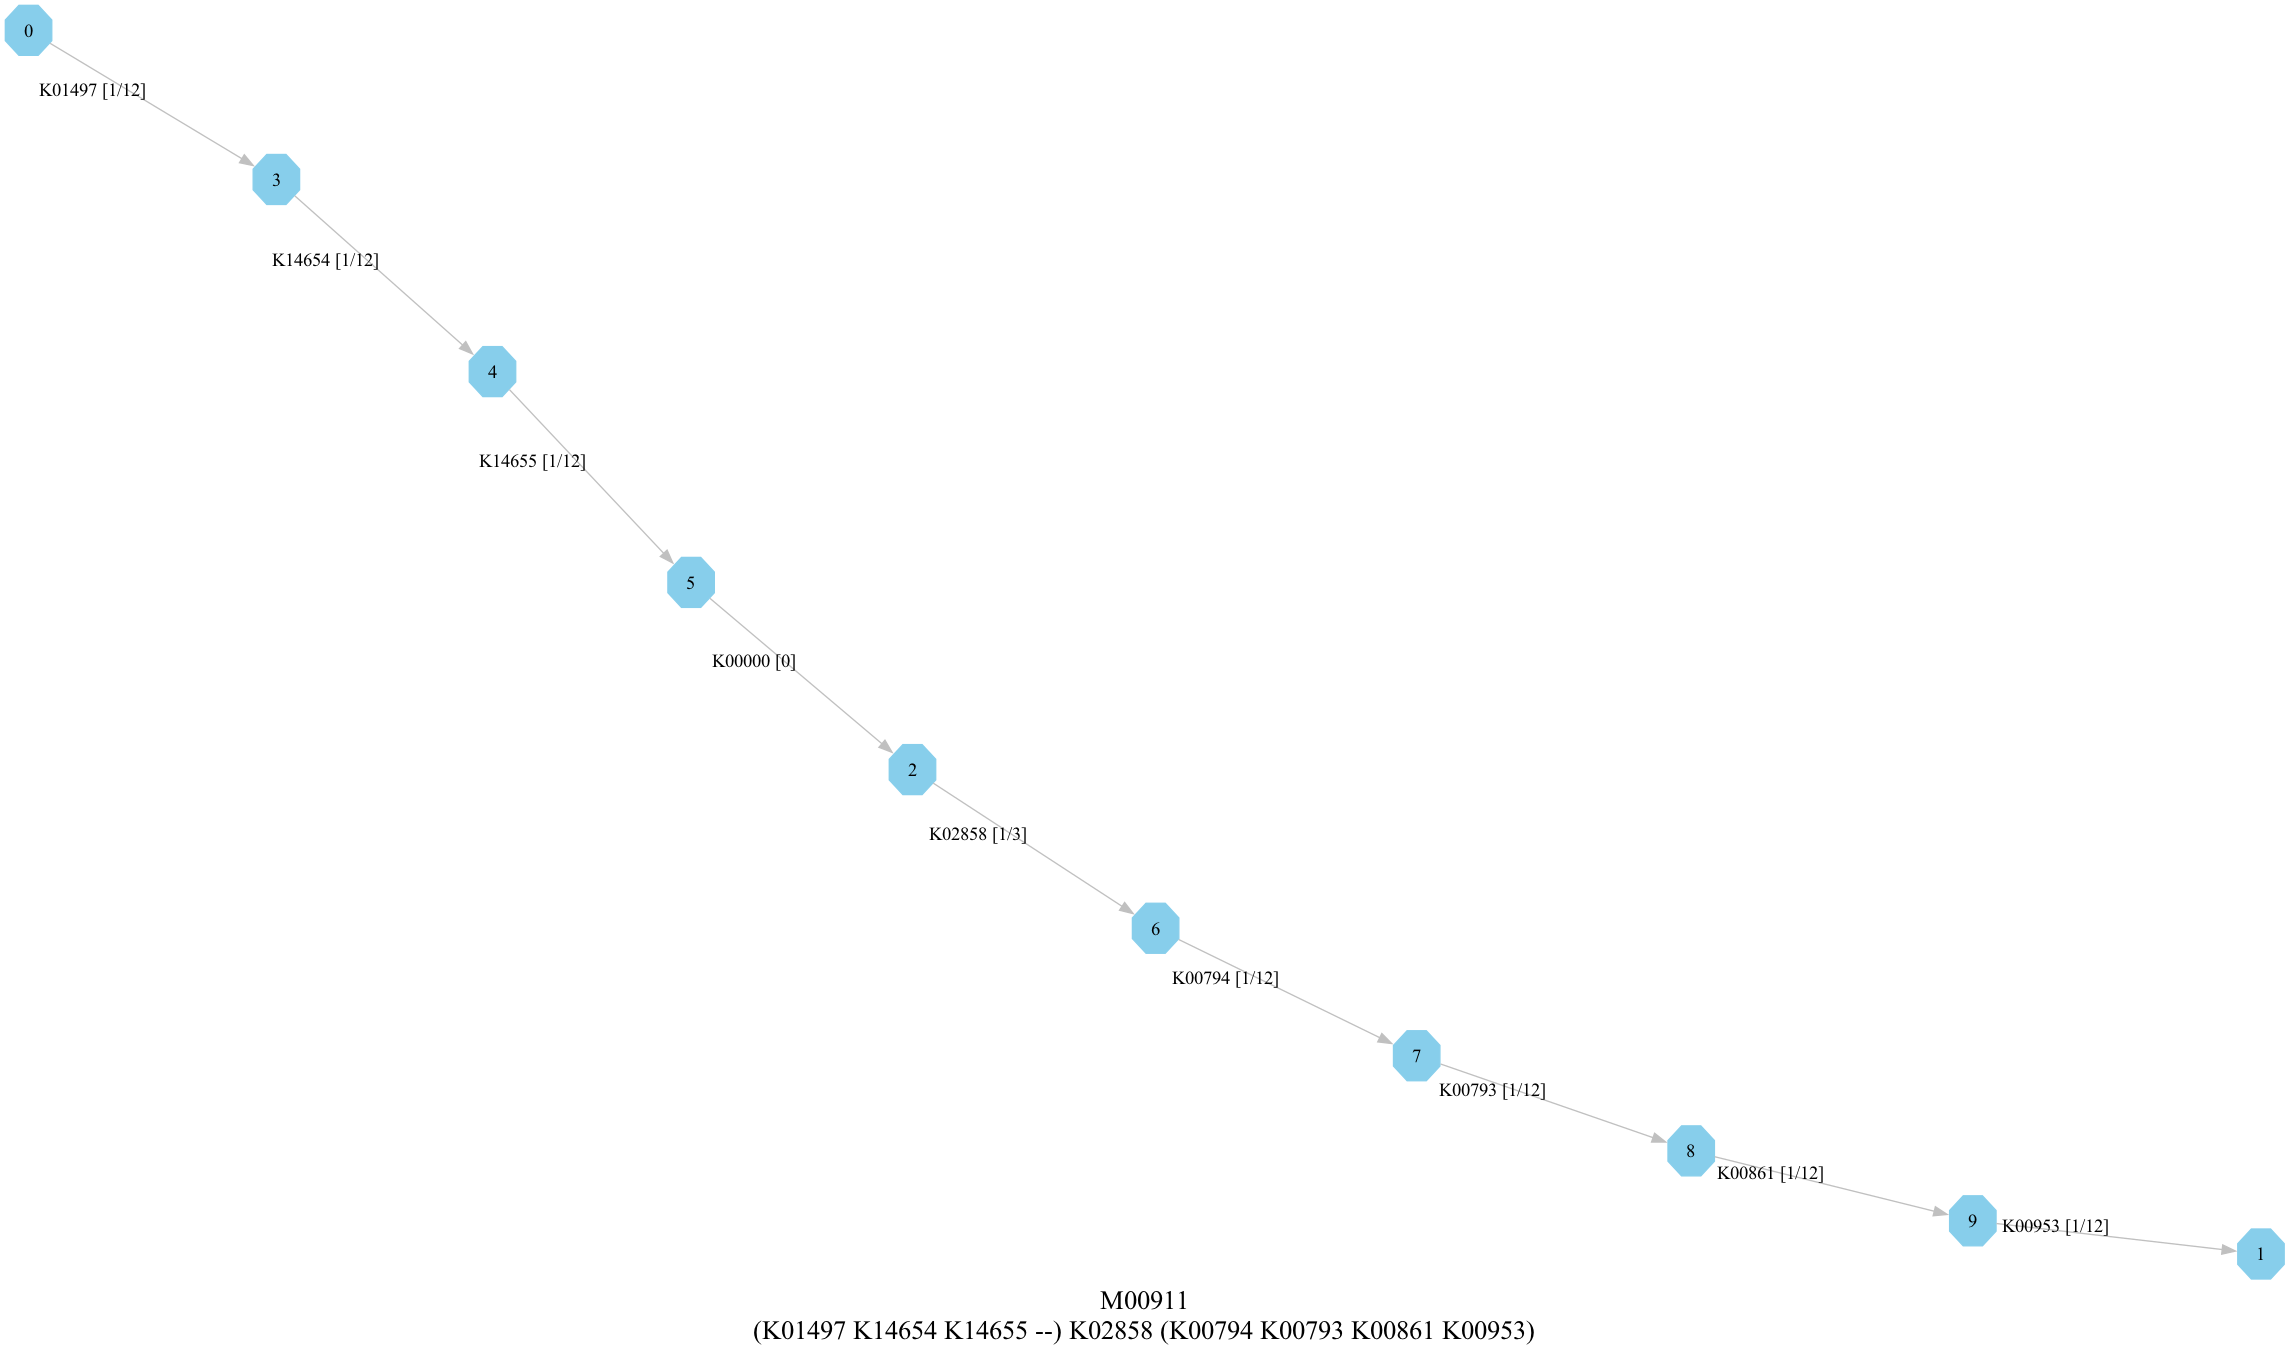 0
K01497 [1/12]
3
K14654 [1/12]
4
K14655 [1/12]
5
K00000 [0]
2
K02858 [1/3]
6
K00794 [1/12]
7
K00793 [1/12]
8
K00861 [1/12]
9
K00953 [1/12]
1
M00911
(K01497 K14654 K14655 --) K02858 (K00794 K00793 K00861 K00953)